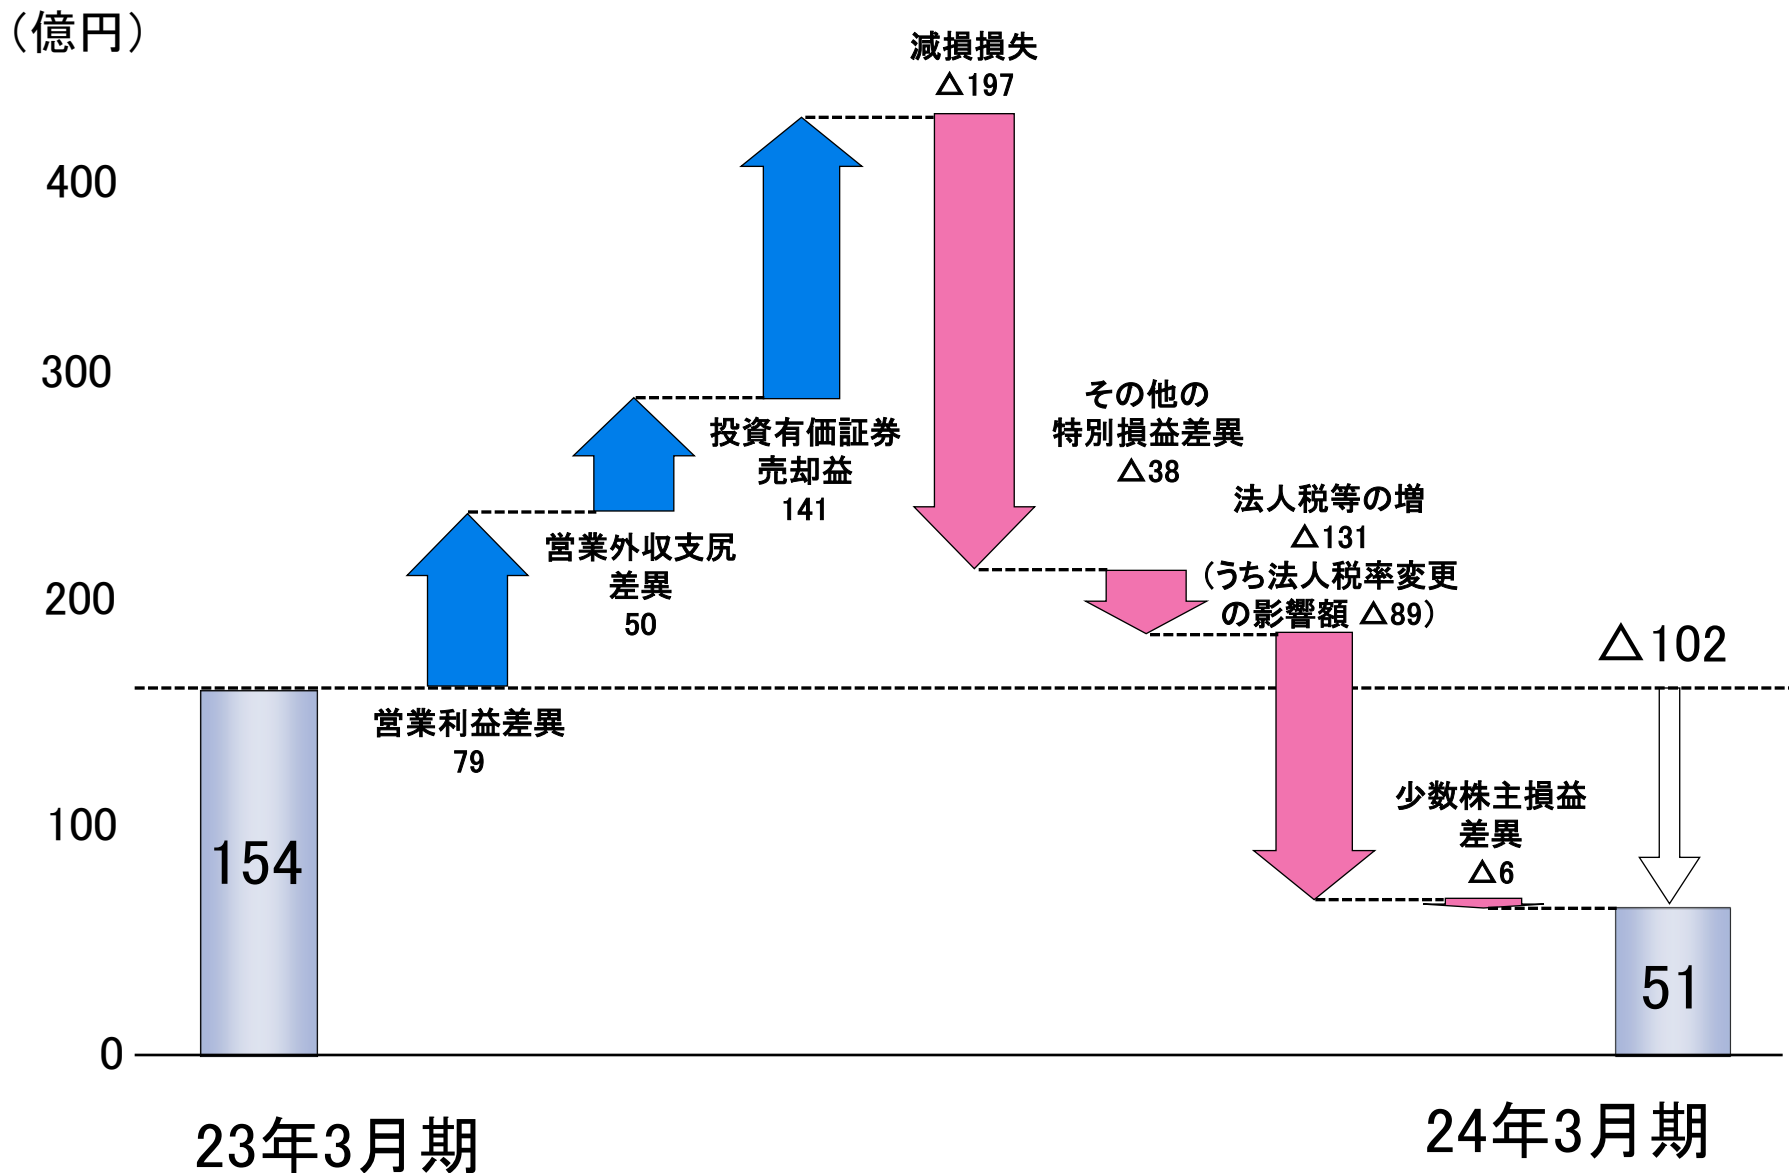 （億円）
減損損失
△197
400
300
その他の
特別損益差異
△38
投資有価証券
売却益
141
法人税等の増
△131
（うち法人税率変更
の影響額 △89）
営業外収支尻
差異
50
200
△102
営業利益差異
79
少数株主損益
差異
△6
100
154
51
0
23年3月期
24年3月期